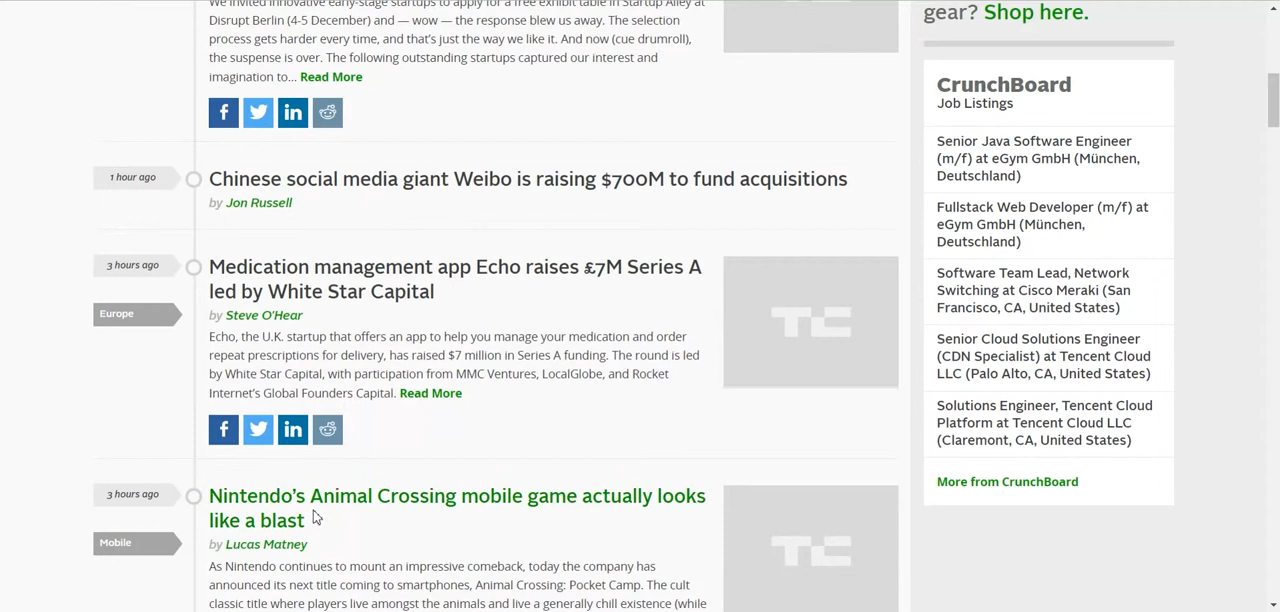 We invited innovative early-stage startups to apply for a free exhibit table in Startup Alley at
Disrupt Berlin (4-5 December) and — wow — the response blew us away. The selection
process gets harder every time, and that's just the way we like it. And now (cue drumroll),
the suspense is over. The following outstanding startups captured our interest and
imagination to... Read More
1 hour ago
Chinese social media giant Weibo is raising $700M to fund acquisitions
by Jon Russell
3 hours ago
Europe
Medication management app Echo raises £7M Series A
led by White Star Capital
by Steve O'Hear
Echo, the U.K. startup that offers an app to help you manage your medication and order
repeat prescriptions for delivery, has raised $7 million in Series A funding. The round is led
by White Star Capital, with participation from MMC Ventures, LocalGlobe, and Rocket
Internet's Global Founders Capital. Read More
TC
3 hours ago
Mobile
Nintendo's Animal Crossing mobile game actually looks
like a blast
by Lucas Matney
As Nintendo continues to mount an impressive comeback, today the company has
announced its next title coming to smartphones, Animal Crossing: Pocket Camp. The cult
classic title where players live amongst the animals and live a generally chill existence (while
TC
gear? Shop here.
CrunchBoard
Job Listings
Senior Java Software Engineer
(m/f) at eGym GmbH (München,
Deutschland)
Fullstack Web Developer (m/f) at
eGym GmbH (München,
Deutschland)
Software Team Lead, Network
Switching at Cisco Meraki (San
Francisco, CA, United States)
Senior Cloud Solutions Engineer
(CDN Specialist) at Tencent Cloud
LLC (Palo Alto, CA, United States)
Solutions Engineer, Tencent Cloud
Platform at Tencent Cloud LLC
(Claremont, CA, United States)
More from CrunchBoard